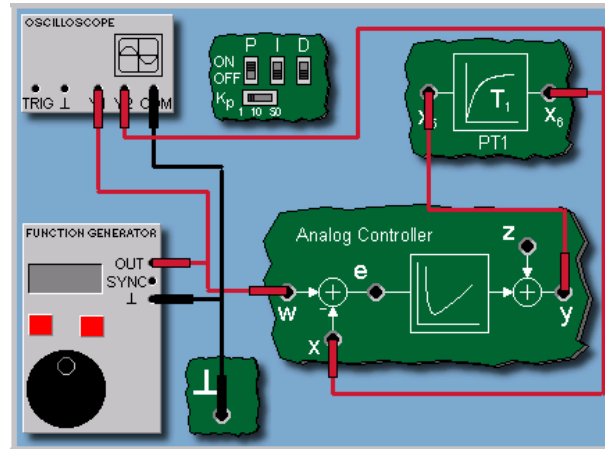 OSCILLOSCOPE
TRIG ⊥ Y1 Y2 COM
P I D
ON
OFF
Kp
1 10 50
T1
X5 X6
PT1
FUNCTION GENERATOR
OUT
SYNC
⊥
Analog Controller
z
e
w
y
-
x
⊥